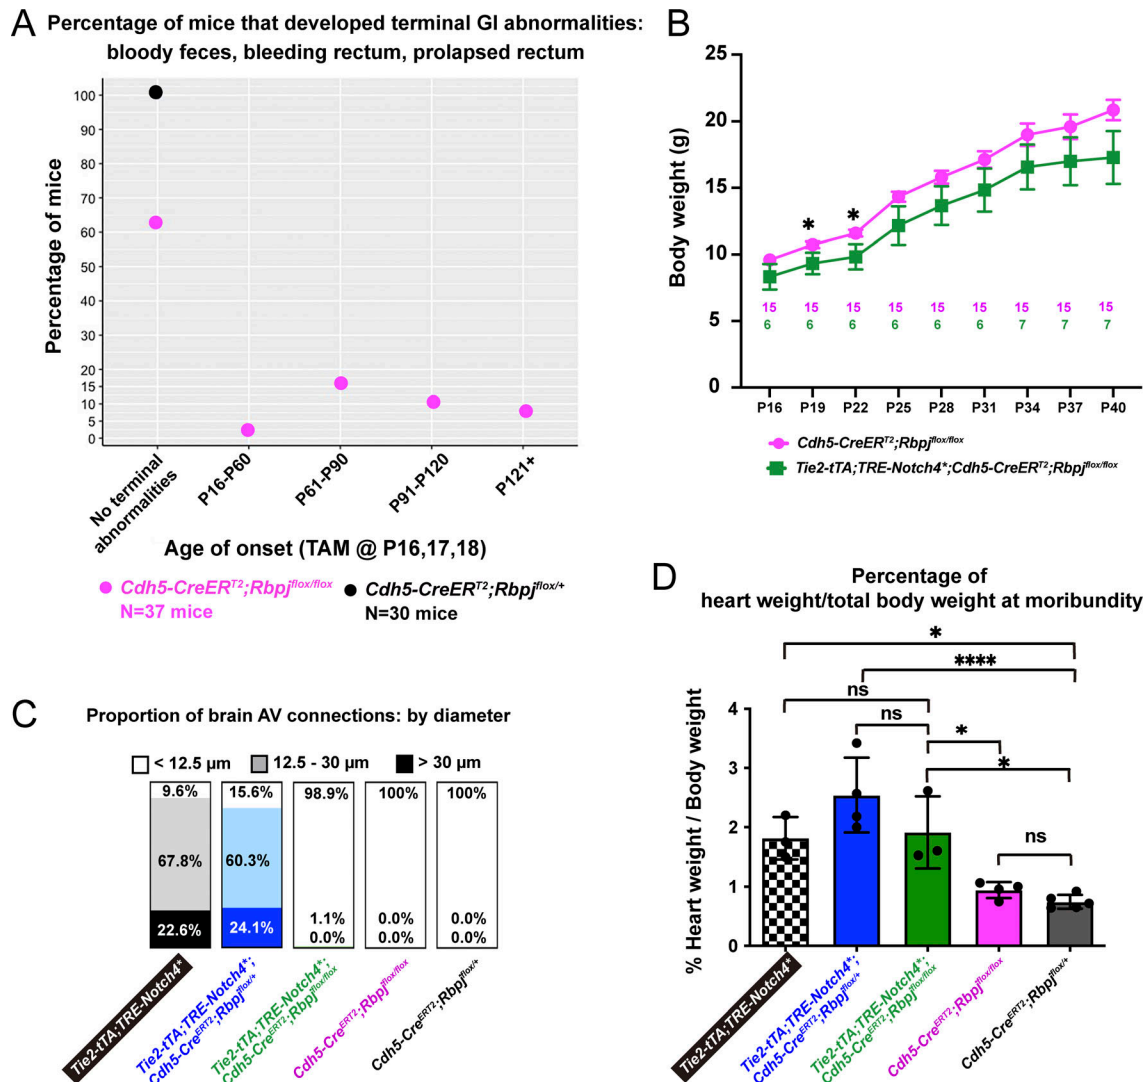 A
Percentage of mice that developed terminal GI abnormalities:
bloody feces, bleeding rectum, prolapsed rectum
Percentage of mice
100
90
80
70
60
100
90
80
70
60
50
40
30
20
15
10
5
0
No terminal
abnormalities
P16-P60
P61-P90
P91-P120
P121+
Age of onset (TAM @ P16,17,18)
Cdh5-CreERT2;Rbpjflox/flox
N=37 mice
Cdh5-CreERT2;Rbpjflox/+
N=30 mice
B
Body weight (g)
25
20
15
10
5
0
* *
15 15 15 15 15 15 15 15 15
6 6 6 6 6 6 7 7 7
P16 P19 P22 P25 P28 P31 P34 P37 P40
Cdh5-CreERT2;Rbpjflox/flox
Tie2-tTA;TRE-Notch4*;Cdh5-CreERT2;Rbpjflox/flox
C
Proportion of brain AV connections: by diameter
< 12.5 µm 12.5 - 30 µm > 30 µm
9.6% 15.6% 98.9% 100% 100%
67.8% 60.3%
1.1% 0.0% 0.0%
22.6% 24.1% 0.0% 0.0% 0.0%
Tie2-tTA;TRE-Notch4*
Tie2-tTA;TRE-Notch4*;
Cdh5-CreERT2;Rbpjflox/+
Tie2-tTA;TRE-Notch4*;
Cdh5-CreERT2;Rbpjflox/flox
Cdh5-CreERT2;Rbpjflox/flox
Cdh5-CreERT2;Rbpjflox/+
D
Percentage of
heart weight/total body weight at moribundity
*
****
ns
ns
*
*
ns
% Heart weight / Body weight
4
3
2
1
0
Tie2-tTA;TRE-Notch4*
Tie2-tTA;TRE-Notch4*;
Cdh5-CreERT2;Rbpjflox/+
Tie2-tTA;TRE-Notch4*;
Cdh5-CreERT2;Rbpjflox/flox
Cdh5-CreERT2;Rbpjflox/flox
Cdh5-CreERT2;Rbpjflox/+